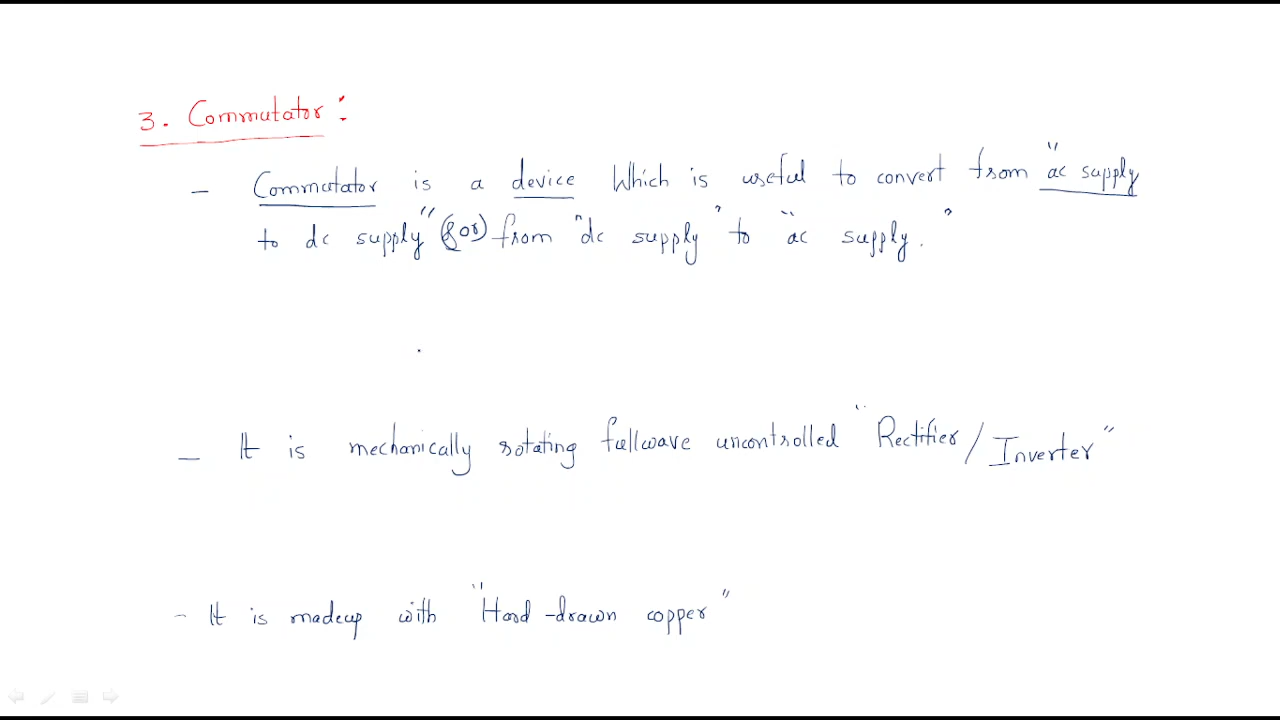 3. Commutator :
- Commutator is a device Which is useful to convert from "ac supply
to dc supply" (or) from "dc supply" to "ac supply."
- It is mechanically rotating fullwave uncontrolled "Rectifier / Inverter"
- It is madeup with "Hard-drawn copper"